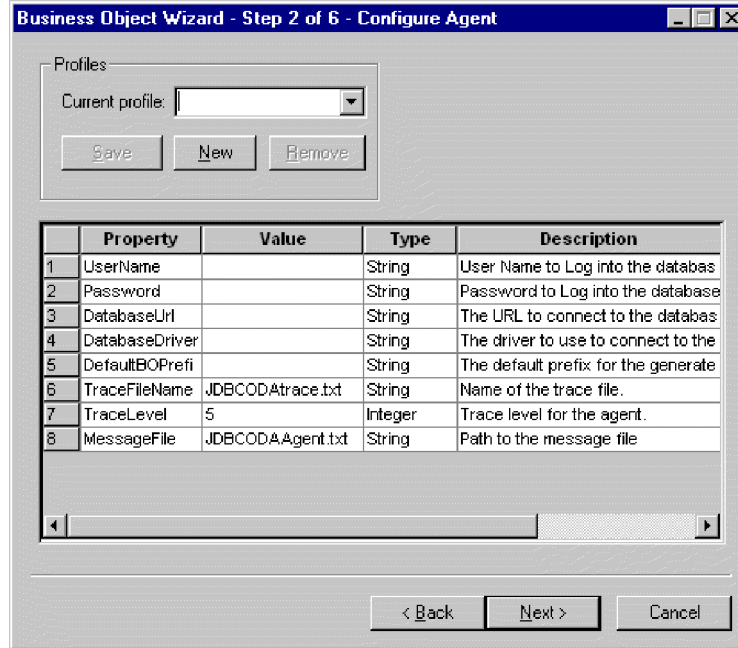 Business Object Wizard - Step 2 of 6 - Configure Agent
Profiles
Current profile:
Save New Remove
Property Value Type Description
1 UserName String User Name to Log into the databas
2 Password String Password to Log into the database
3 DatabaseUrl String The URL to connect to the databas
4 DatabaseDriver String The driver to use to connect to the
5 DefaultBOPrefi String The default prefix for the generate
6 TraceFileName JDBCODAtrace.txt String Name of the trace file.
7 TraceLevel 5 Integer Trace level for the agent.
8 MessageFile JDBCODAAgent.txt String Path to the message file
< Back Next > Cancel